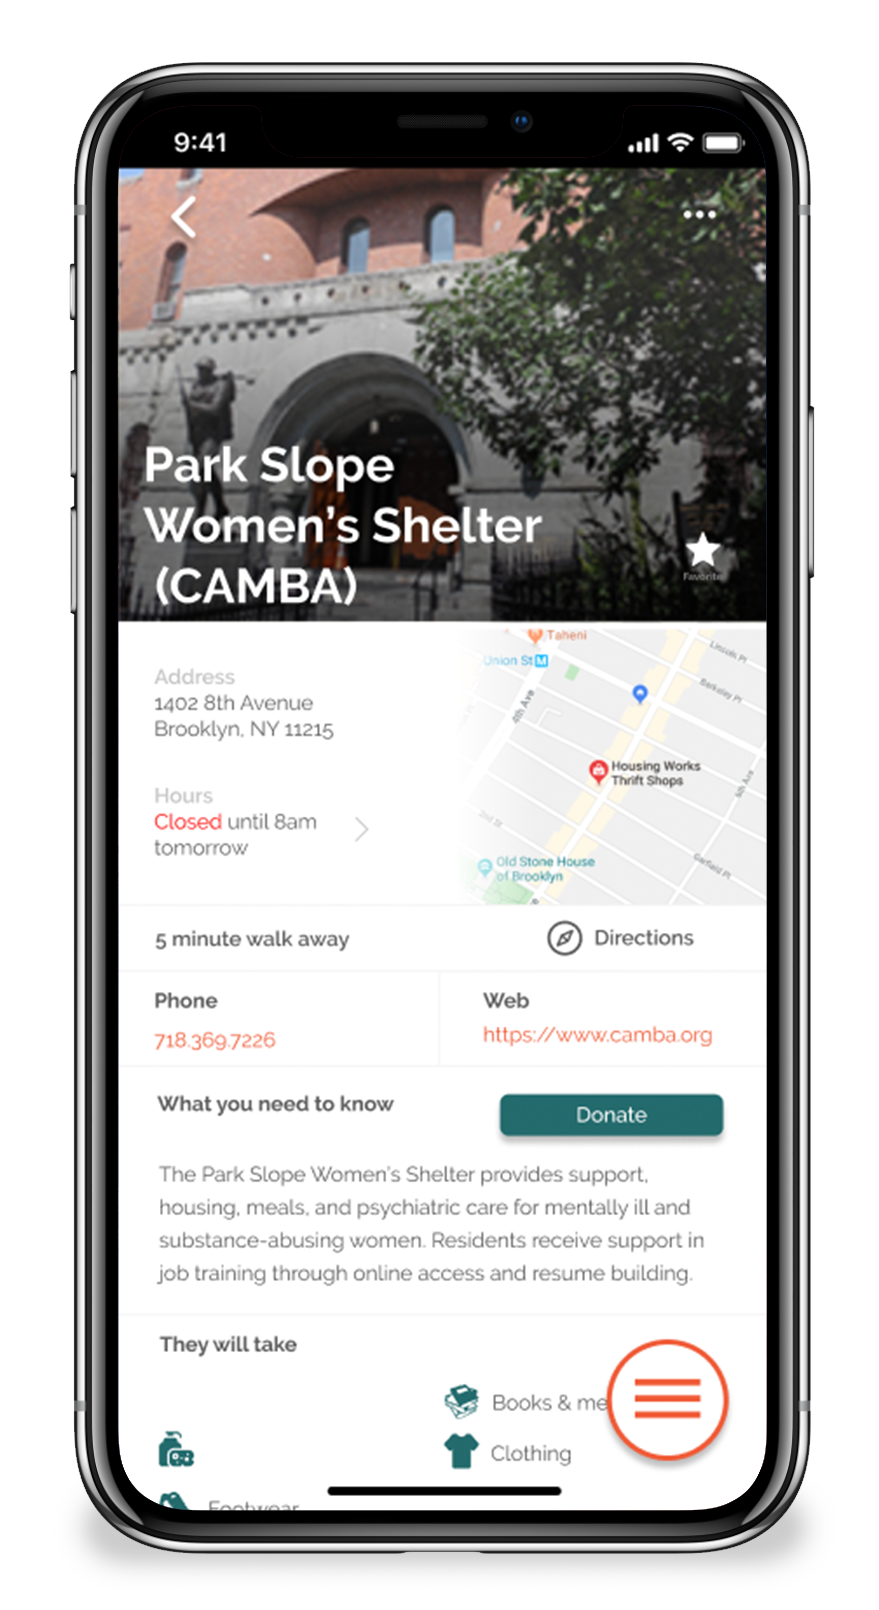 9:41
Park Slope
Women's Shelter
(CAMBA)
Favorite
Address
1402 8th Avenue
Brooklyn, NY 11215
Hours
Closed until 8am
tomorrow
Taheni
Union St M
Lincoln Pl
Berkeley Pl
4th Ave
Housing Works
Thrift Shops
5th Ave
2nd St
Garfield Pl
Old Stone House
of Brooklyn
5 minute walk away
Directions
Phone
718.369.7226
Web
https://www.camba.org
What you need to know
Donate
The Park Slope Women's Shelter provides support,
housing, meals, and psychiatric care for mentally ill and
substance-abusing women. Residents receive support in
job training through online access and resume building.
They will take
Books & me
Clothing
Footwear